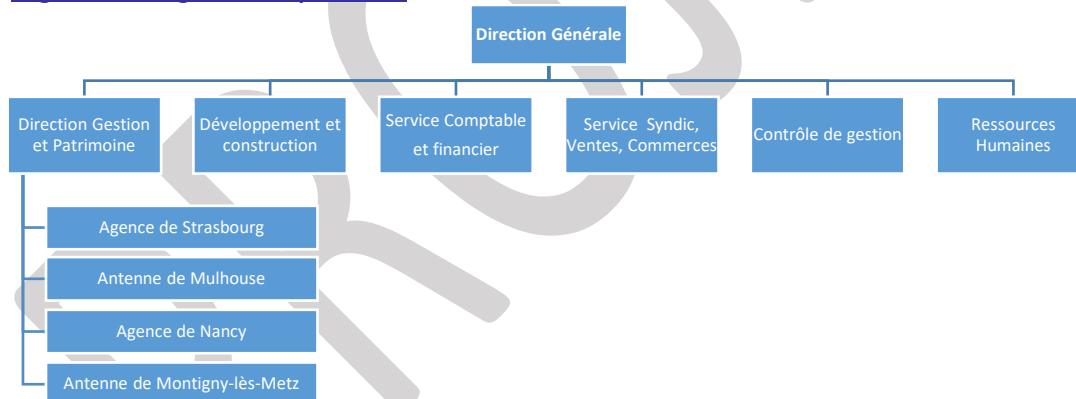 Direction Générale
Direction Gestion
et Patrimoine
Développement et
construction
Service Comptable
et financier
Service Syndic,
Ventes, Commerces
Contrôle de gestion
Ressources
Humaines
Agence de Strasbourg
Antenne de Mulhouse
Agence de Nancy
Antenne de Montigny-lès-Metz